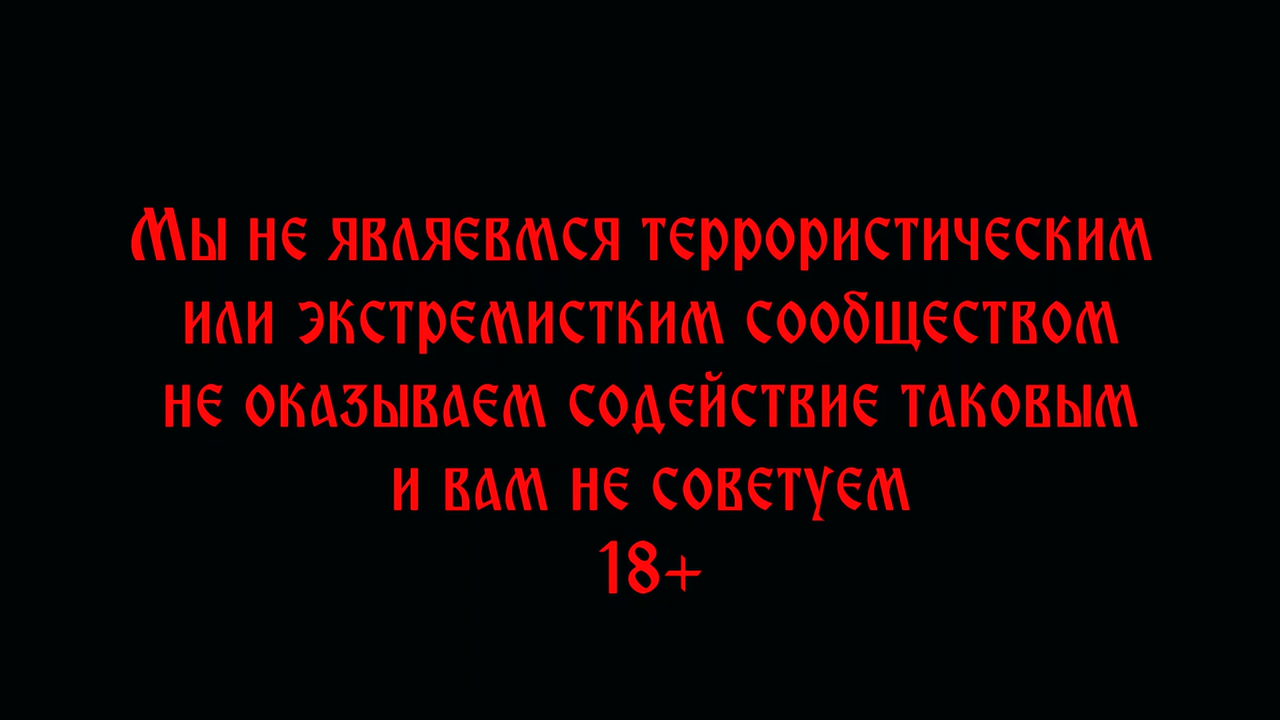 Мы не являевмся террористическим
или экстремистким сообществом
не оказываем содействие таковым
и вам не советуем
18+